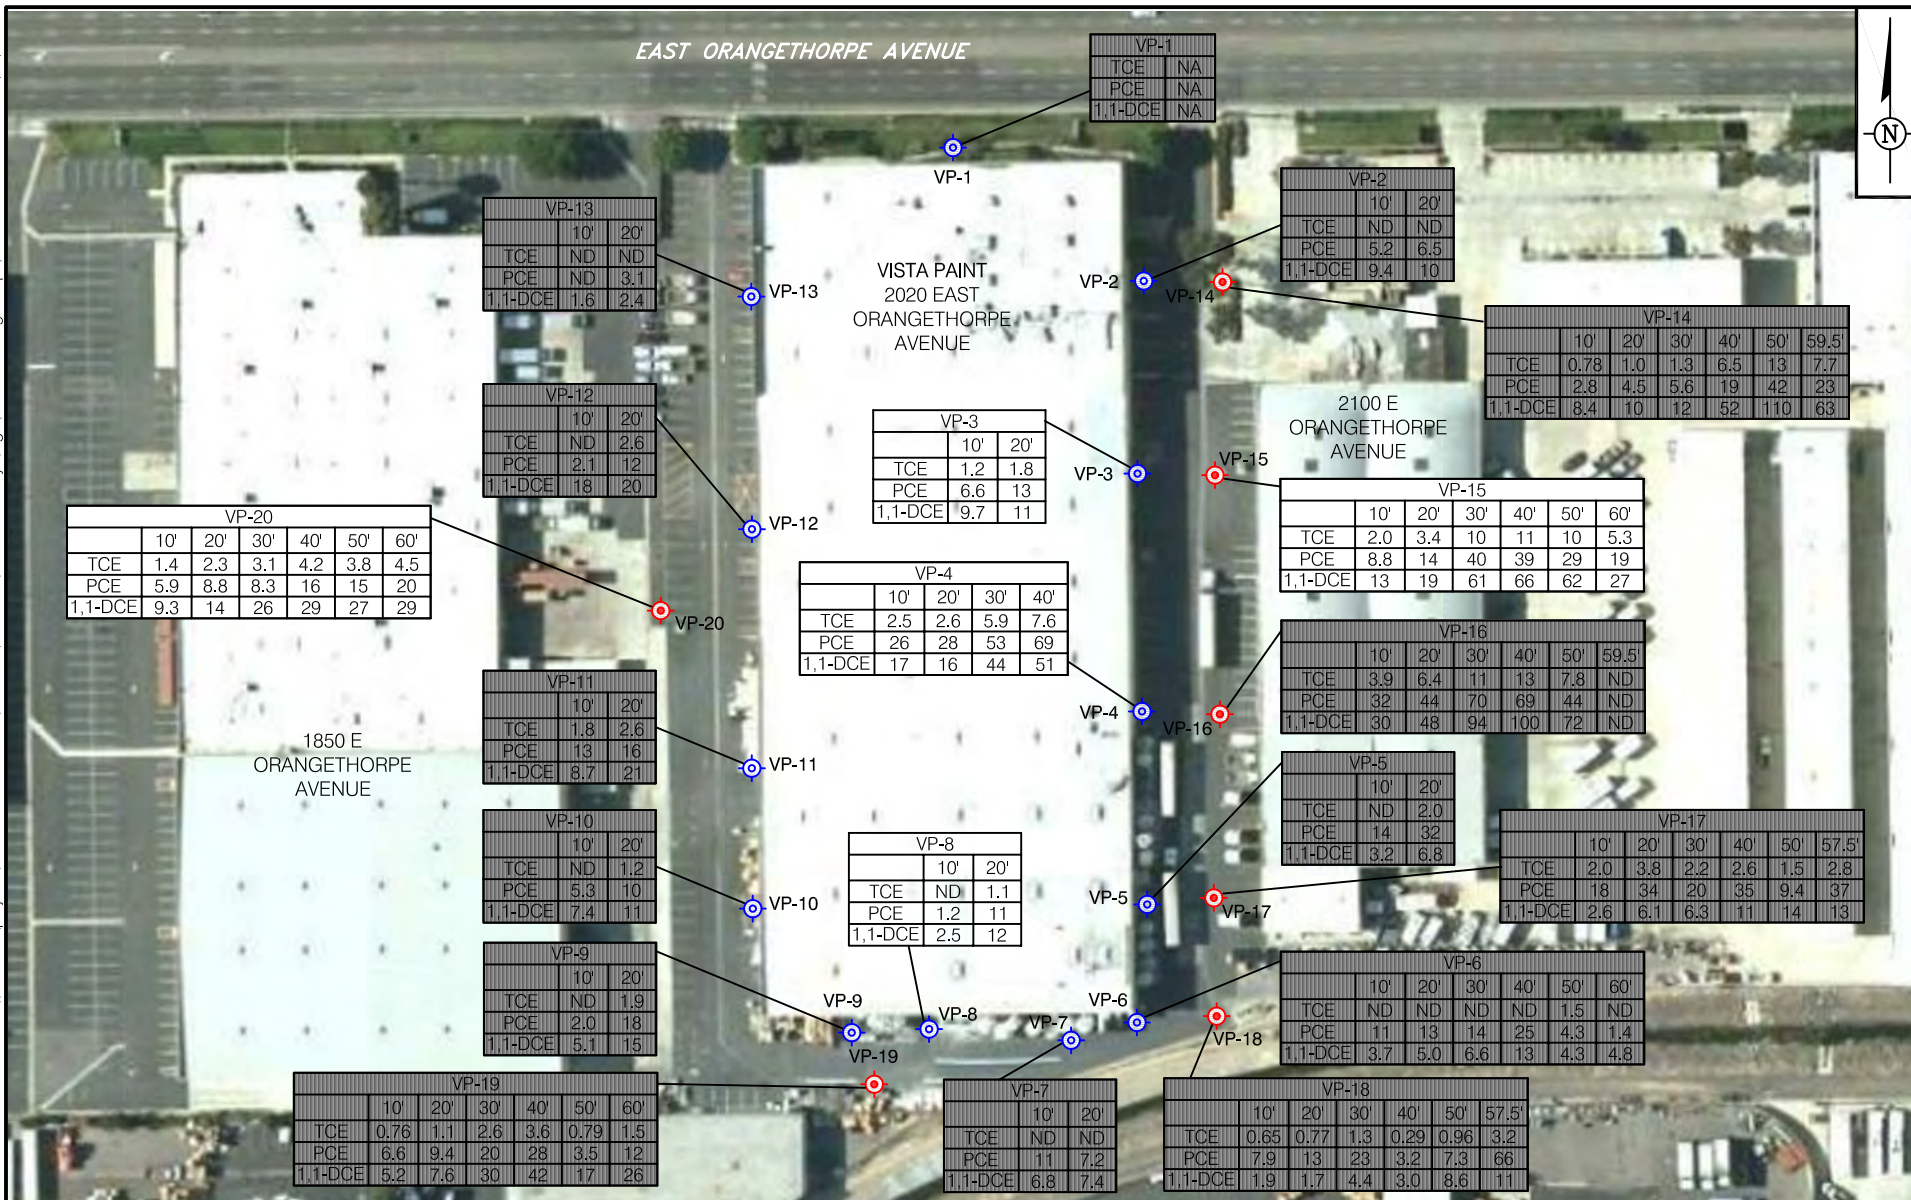 EAST ORANGETHORPE AVENUE
N
VP-1
TCE NA
PCE NA
1,1-DCE NA
VP-1
VP-2
10' 20'
TCE ND ND
PCE 5.2 6.5
1,1-DCE 9.4 10
VP-13
10' 20'
TCE ND ND
PCE ND 3.1
1,1-DCE 1.6 2.4
VP-13
VISTA PAINT
2020 EAST
ORANGETHORPE
AVENUE
VP-2
VP-14
VP-14
10' 20' 30' 40' 50' 59.5'
TCE 0.78 1.0 1.3 6.5 13 7.7
PCE 2.8 4.5 5.6 19 42 23
1,1-DCE 8.4 10 12 52 110 63
VP-12
10' 20'
TCE ND 2.6
PCE 2.1 12
1,1-DCE 18 20
VP-12
VP-3
10' 20'
TCE 1.2 1.8
PCE 6.6 13
1,1-DCE 9.7 11
VP-3
2100 E
ORANGETHORPE
AVENUE
VP-15
VP-15
10' 20' 30' 40' 50' 60'
TCE 2.0 3.4 10 11 10 5.3
PCE 8.8 14 40 39 29 19
1,1-DCE 13 19 61 66 62 27
VP-20
10' 20' 30' 40' 50' 60'
TCE 1.4 2.3 3.1 4.2 3.8 4.5
PCE 5.9 8.8 8.3 16 15 20
1,1-DCE 9.3 14 26 29 27 29
VP-20
VP-4
10' 20' 30' 40'
TCE 2.5 2.6 5.9 7.6
PCE 26 28 53 69
1,1-DCE 17 16 44 51
VP-4
VP-16
VP-16
10' 20' 30' 40' 50' 59.5'
TCE 3.9 6.4 11 13 7.8 ND
PCE 32 44 70 69 44 ND
1,1-DCE 30 48 94 100 72 ND
VP-11
10' 20'
TCE 1.8 2.6
PCE 13 16
1,1-DCE 8.7 21
VP-11
1850 E
ORANGETHORPE
AVENUE
VP-5
10' 20'
TCE ND 2.0
PCE 14 32
1,1-DCE 3.2 6.8
VP-10
10' 20'
TCE ND 1.2
PCE 5.3 10
1,1-DCE 7.4 11
VP-10
VP-8
10' 20'
TCE ND 1.1
PCE 1.2 11
1,1-DCE 2.5 12
VP-5
VP-17
VP-17
10' 20' 30' 40' 50' 57.5'
TCE 2.0 3.8 2.2 2.6 1.5 2.8
PCE 18 34 20 35 9.4 37
1,1-DCE 2.6 6.1 6.3 11 14 13
VP-9
10' 20'
TCE ND 1.9
PCE 2.0 18
1,1-DCE 5.1 15
VP-9
VP-8
VP-7
VP-6
VP-18
VP-6
10' 20' 30' 40' 50' 60'
TCE ND ND ND ND 1.5 ND
PCE 11 13 14 25 4.3 1.4
1,1-DCE 3.7 5.0 6.6 13 4.3 4.8
VP-19
VP-19
10' 20' 30' 40' 50' 60'
TCE 0.76 1.1 2.6 3.6 0.79 1.5
PCE 6.6 9.4 20 28 3.5 12
1,1-DCE 5.2 7.6 30 42 17 26
VP-7
10' 20'
TCE ND ND
PCE 11 7.2
1,1-DCE 6.8 7.4
VP-18
10' 20' 30' 40' 50' 57.5'
TCE 0.65 0.77 1.3 0.29 0.96 3.2
PCE 7.9 13 23 3.2 7.3 66
1,1-DCE 1.9 1.7 4.4 3.0 8.6 11